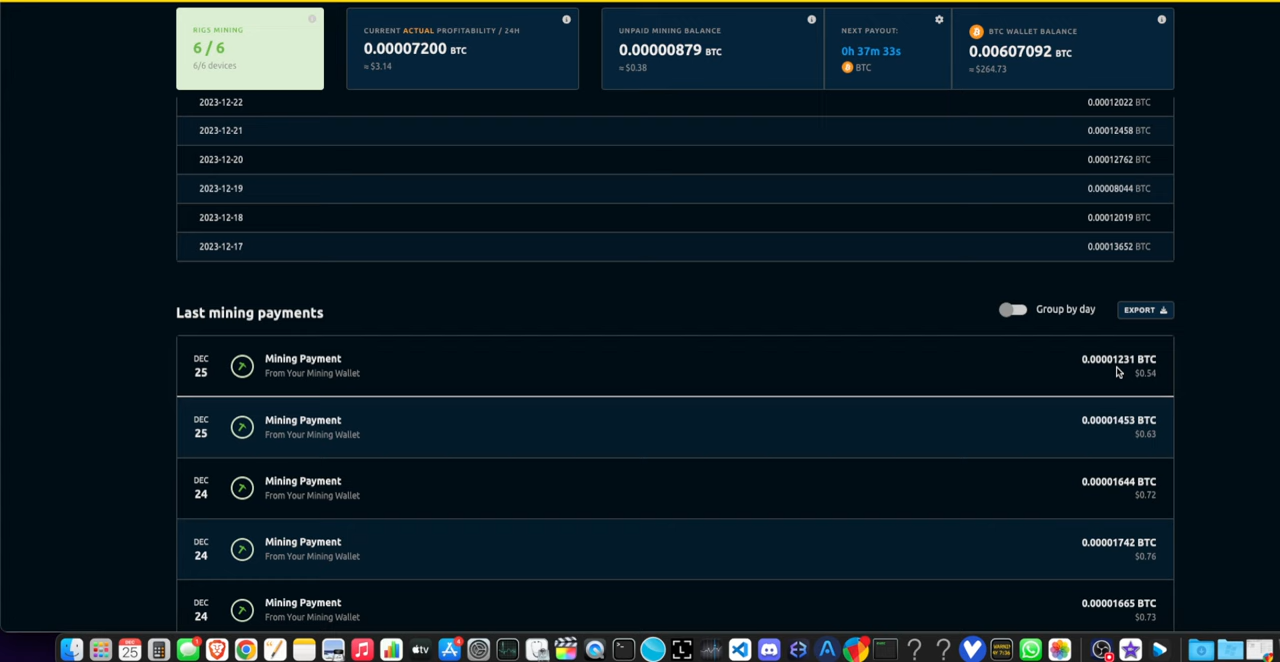 RIGS MINING
6 / 6
6/6 devices
CURRENT ACTUAL PROFITABILITY / 24H
0.00007200 BTC
≈ $3.14
UNPAID MINING BALANCE
0.00000879 BTC
≈ $0.38
NEXT PAYOUT:
0h 37m 33s
BTC
BTC WALLET BALANCE
0.00607092 BTC
≈ $264.73
2023-12-22 0.00012022 BTC
2023-12-21 0.00012458 BTC
2023-12-20 0.00012762 BTC
2023-12-19 0.00008044 BTC
2023-12-18 0.00012019 BTC
2023-12-17 0.00013652 BTC
Last mining payments
Group by day
EXPORT
DEC
25
Mining Payment
From Your Mining Wallet
0.00001231 BTC
$0.54
DEC
25
Mining Payment
From Your Mining Wallet
0.00001453 BTC
$0.63
DEC
24
Mining Payment
From Your Mining Wallet
0.00001644 BTC
$0.72
DEC
24
Mining Payment
From Your Mining Wallet
0.00001742 BTC
$0.76
DEC
24
Mining Payment
From Your Mining Wallet
0.00001665 BTC
$0.73
DEC
25
tv